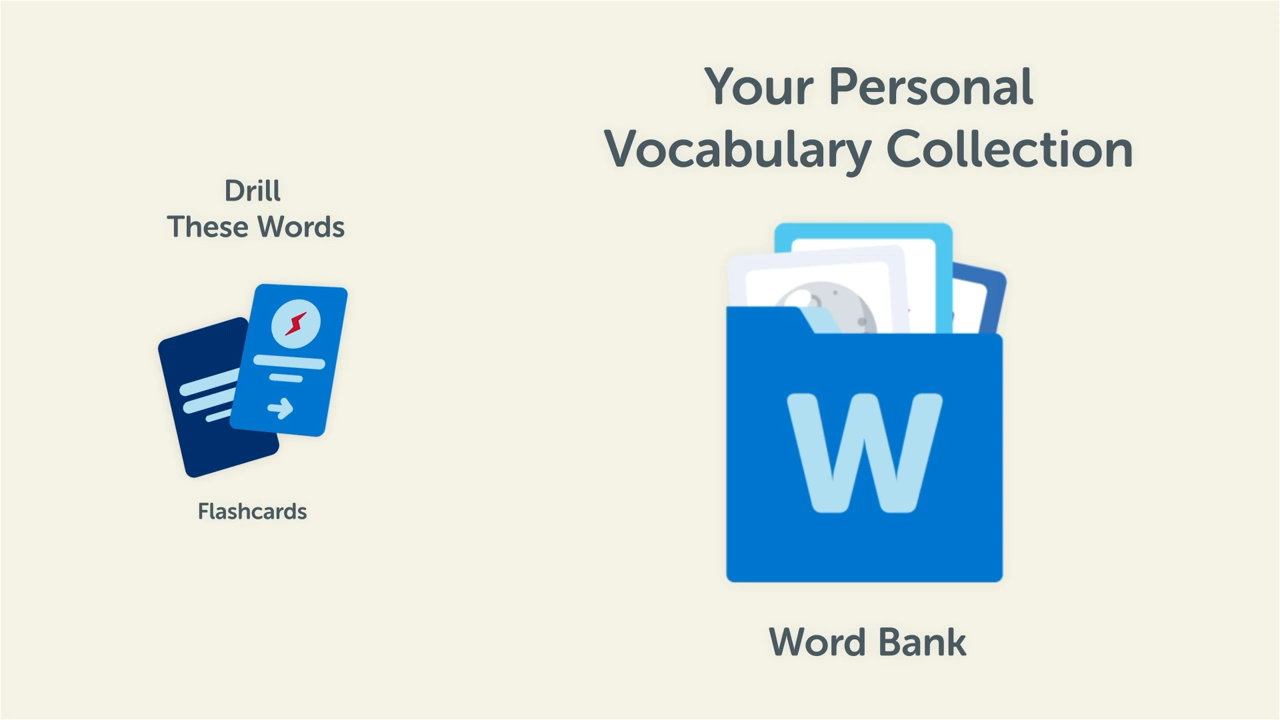 Drill
These Words
Flashcards
Your Personal
Vocabulary Collection
W
Word Bank